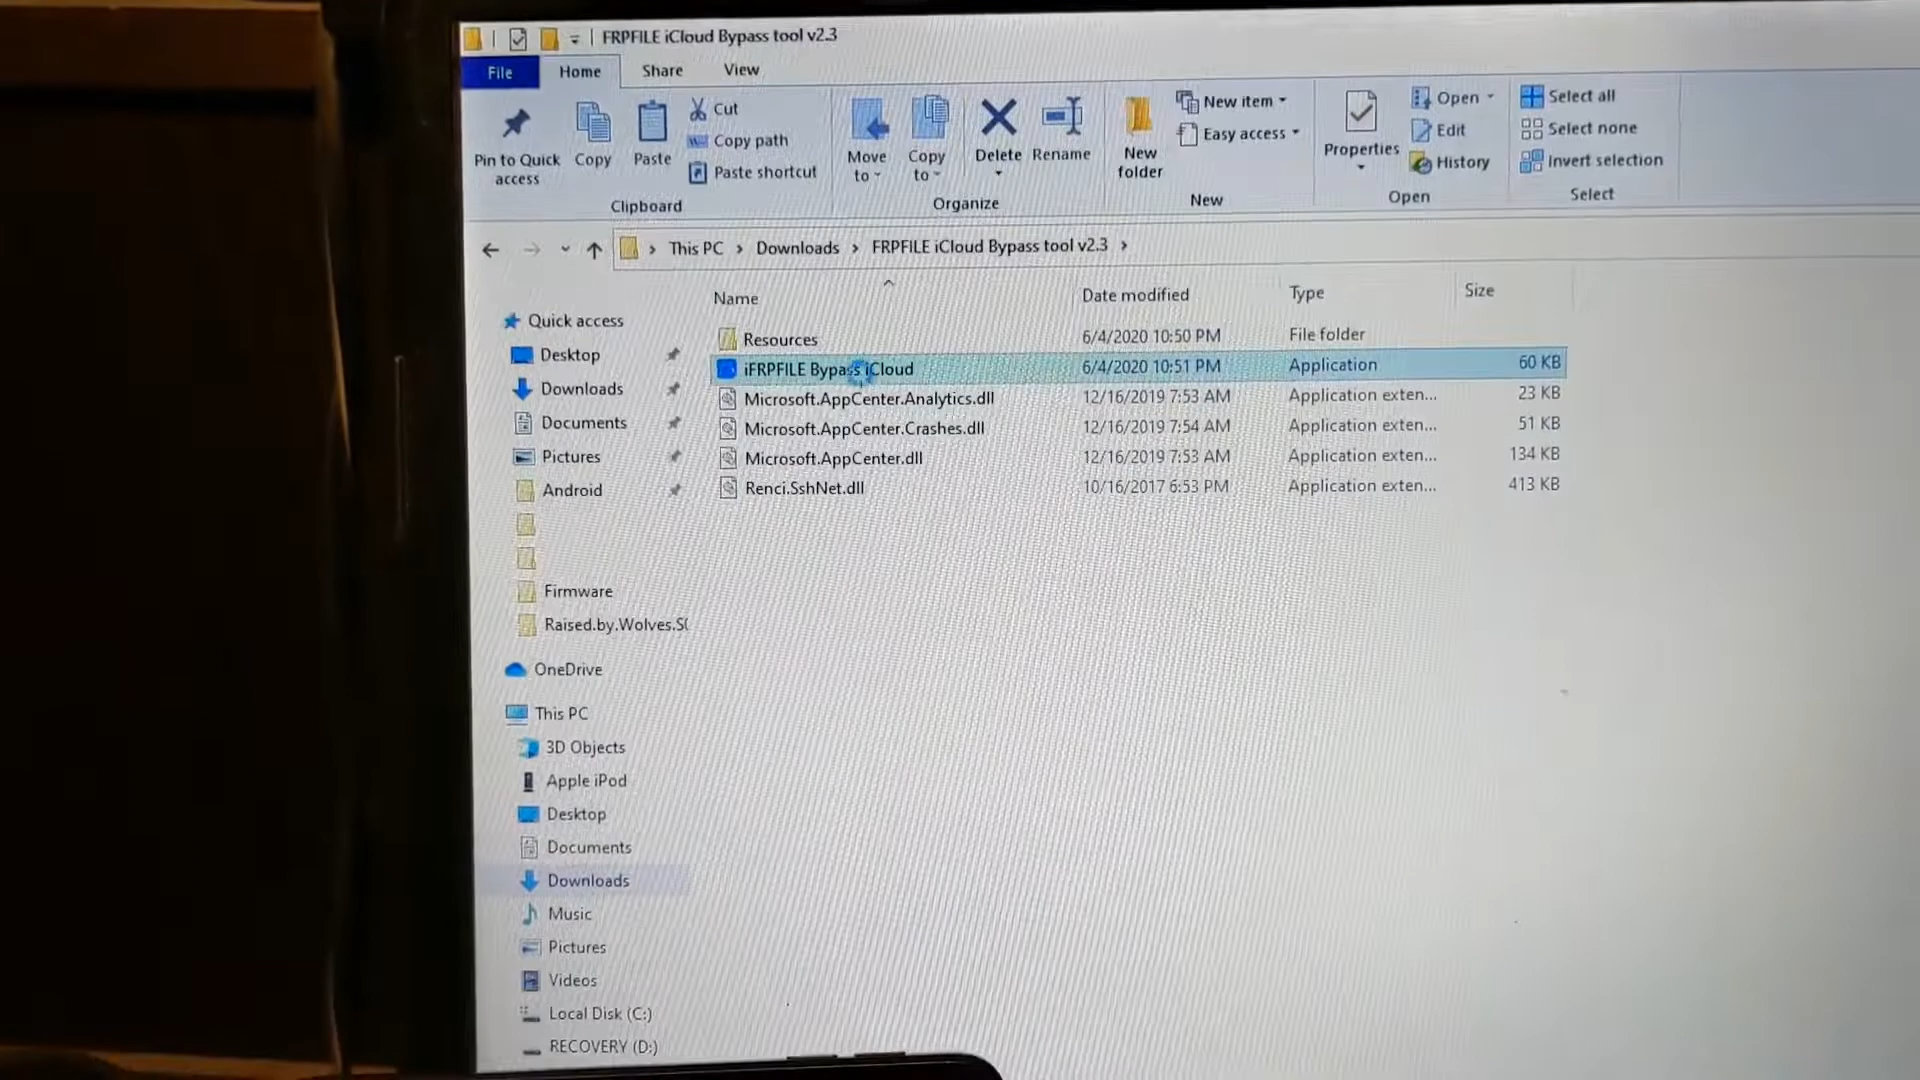 FRPFILE iCloud Bypass tool v2.3
File Home Share View
Pin to Quick access
Copy
Paste
Cut
Copy path
Paste shortcut
Clipboard
Move to
Copy to
Delete
Rename
Organize
New folder
New item
Easy access
New
Properties
Open
Edit
History
Open
Select all
Select none
Invert selection
Select
This PC > Downloads > FRPFILE iCloud Bypass tool v2.3 >
Name Date modified Type Size
Resources 6/4/2020 10:50 PM File folder
iFRPFILE Bypass iCloud 6/4/2020 10:51 PM Application 60 KB
Microsoft.AppCenter.Analytics.dll 12/16/2019 7:53 AM Application exten... 23 KB
Microsoft.AppCenter.Crashes.dll 12/16/2019 7:54 AM Application exten... 51 KB
Microsoft.AppCenter.dll 12/16/2019 7:53 AM Application exten... 134 KB
Renci.SshNet.dll 10/16/2017 6:53 PM Application exten... 413 KB
Quick access
Desktop
Downloads
Documents
Pictures
Android
Firmware
Raised.by.Wolves.S(
OneDrive
This PC
3D Objects
Apple iPod
Desktop
Documents
Downloads
Music
Pictures
Videos
Local Disk (C:)
RECOVERY (D:)